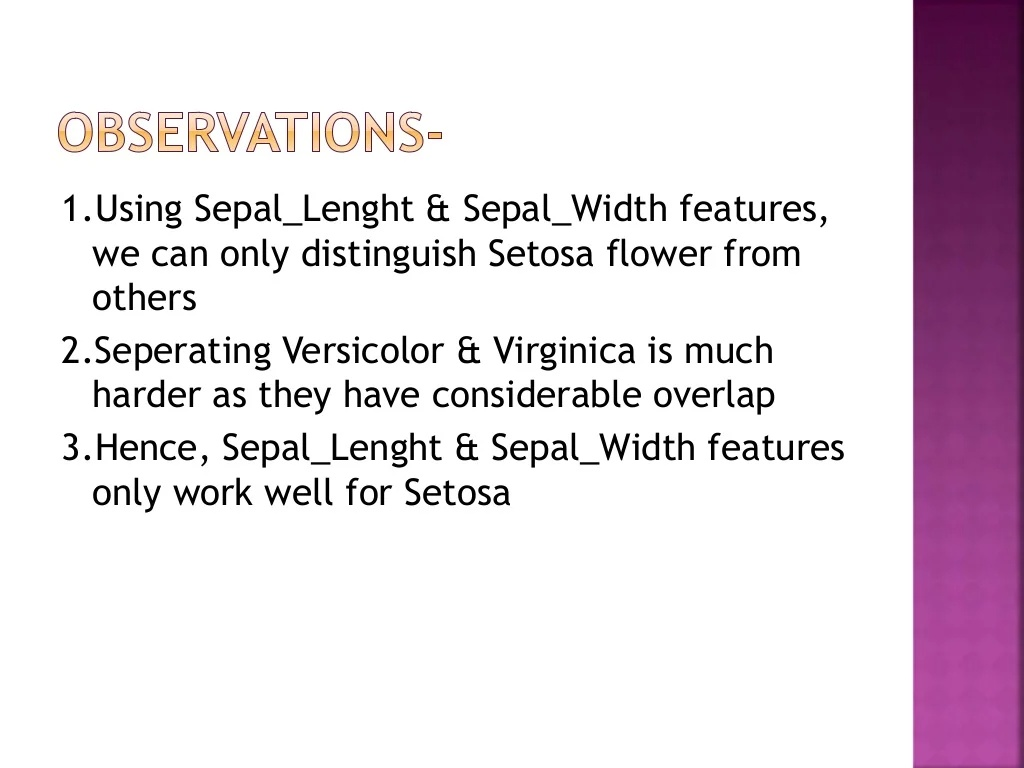 OBSERVATIONS-
1.Using Sepal_Lenght & Sepal_Width features,
we can only distinguish Setosa flower from
others
2.Seperating Versicolor & Virginica is much
harder as they have considerable overlap
3.Hence, Sepal_Lenght & Sepal_Width features
only work well for Setosa